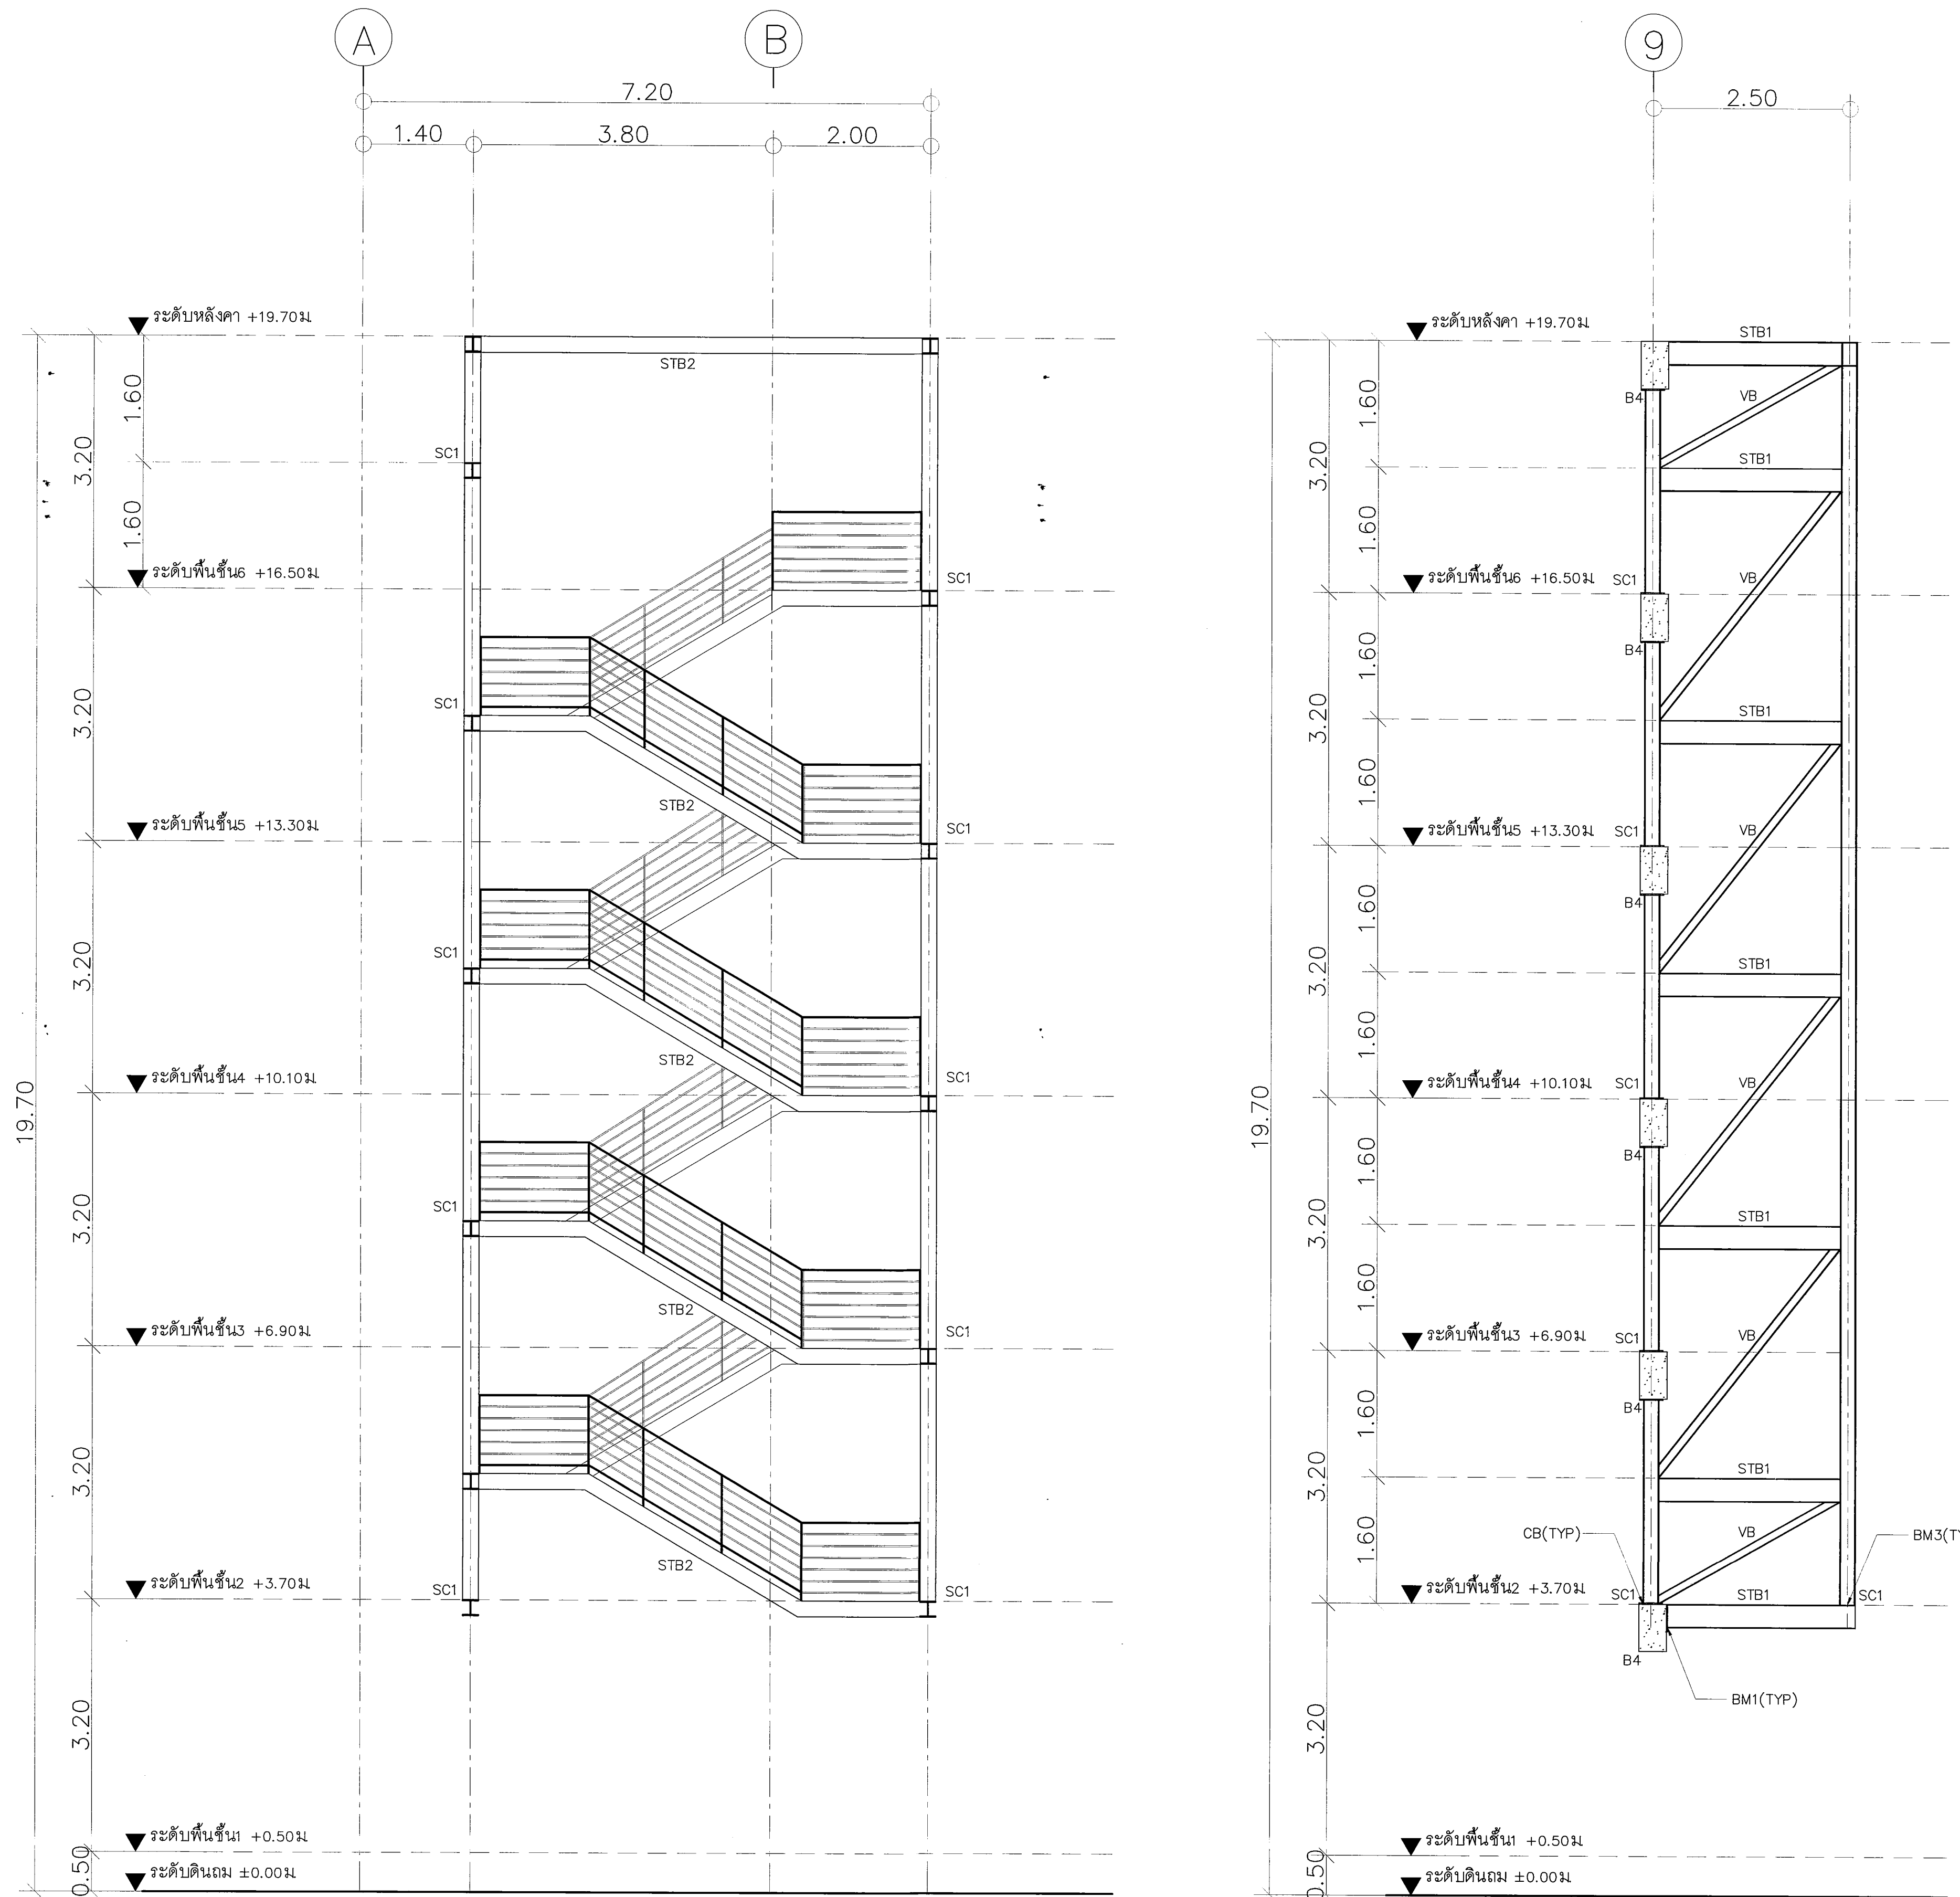 A
B
7.20
1.40
3.80
2.00
ระดับหลังคา +19.70ม.
STB2
1.60
3.20
SC1
1.60
ระดับพื้นชั้น6 +16.50ม.
SC1
SC1
3.20
STB2
ระดับพื้นชั้น5 +13.30ม.
SC1
SC1
3.20
STB2
ระดับพื้นชั้น4 +10.10ม.
SC1
19.70
SC1
3.20
STB2
ระดับพื้นชั้น3 +6.90ม.
SC1
3.20
STB2
ระดับพื้นชั้น2 +3.70ม.
SC1
SC1
3.20
ระดับพื้นชั้น1 +0.50ม.
0.50
ระดับดินถม ±0.00ม.
9
2.50
ระดับหลังคา +19.70ม.
STB1
B4
VB
1.60
3.20
STB1
1.60
ระดับพื้นชั้น6 +16.50ม.
SC1
VB
B4
1.60
3.20
STB1
1.60
ระดับพื้นชั้น5 +13.30ม.
SC1
VB
B4
1.60
3.20
STB1
1.60
ระดับพื้นชั้น4 +10.10ม.
SC1
VB
19.70
B4
1.60
3.20
STB1
1.60
ระดับพื้นชั้น3 +6.90ม.
SC1
VB
B4
1.60
3.20
STB1
1.60
CB(TYP)
VB
BM3(TY
ระดับพื้นชั้น2 +3.70ม.
SC1
STB1
SC1
B4
BM1(TYP)
3.20
ระดับพื้นชั้น1 +0.50ม.
0.50
ระดับดินถม ±0.00ม.